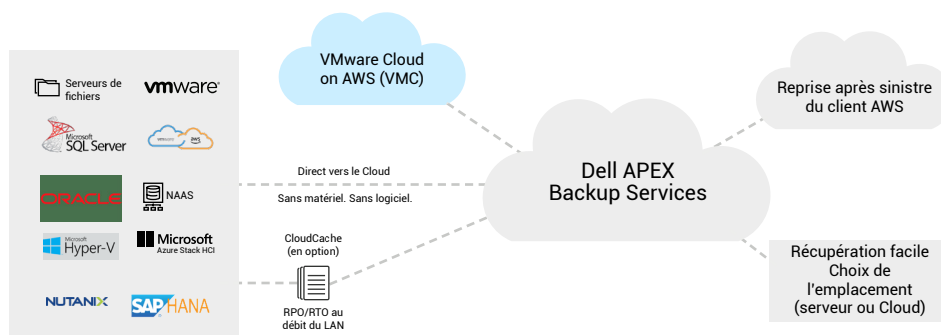 Serveurs de
fichiers
vmware
Microsoft
SQL Server
vmware
aws
ORACLE
NAAS
Microsoft
Hyper-V
Microsoft
Azure Stack HCI
NUTANIX
SAP HANA
VMware Cloud
on AWS (VMC)
Direct vers le Cloud
Sans matériel. Sans logiciel.
CloudCache
(en option)
RPO/RTO au
débit du LAN
Dell APEX
Backup Services
Reprise après sinistre
du client AWS
Récupération facile
Choix de
l'emplacement
(serveur ou Cloud)